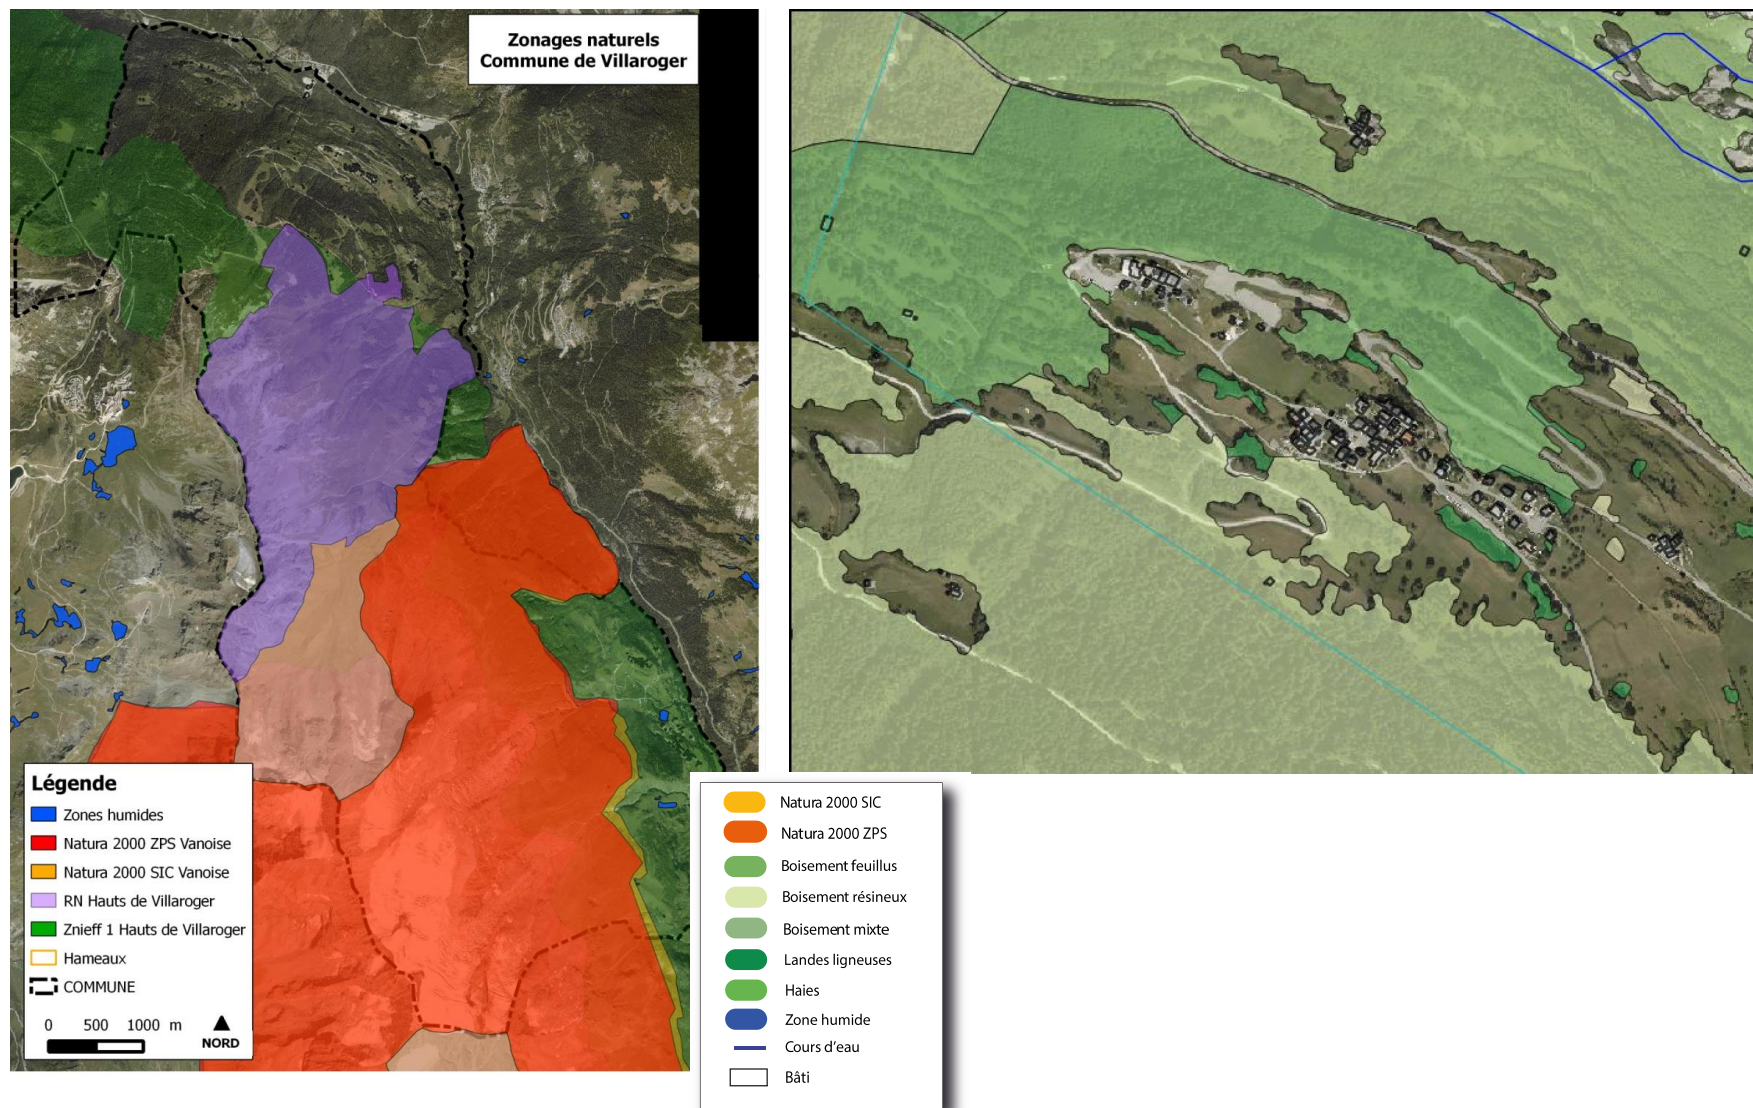 Zonages naturels
Commune de Villaroger
Légende
Zones humides
Natura 2000 ZPS Vanoise
Natura 2000 SIC Vanoise
RN Hauts de Villaroger
Znieff 1 Hauts de Villaroger
Hameaux
COMMUNE
0 500 1000 m
NORD
Natura 2000 SIC
Natura 2000 ZPS
Boisement feuillus
Boisement résineux
Boisement mixte
Landes ligneuses
Haies
Zone humide
Cours d'eau
Bâti